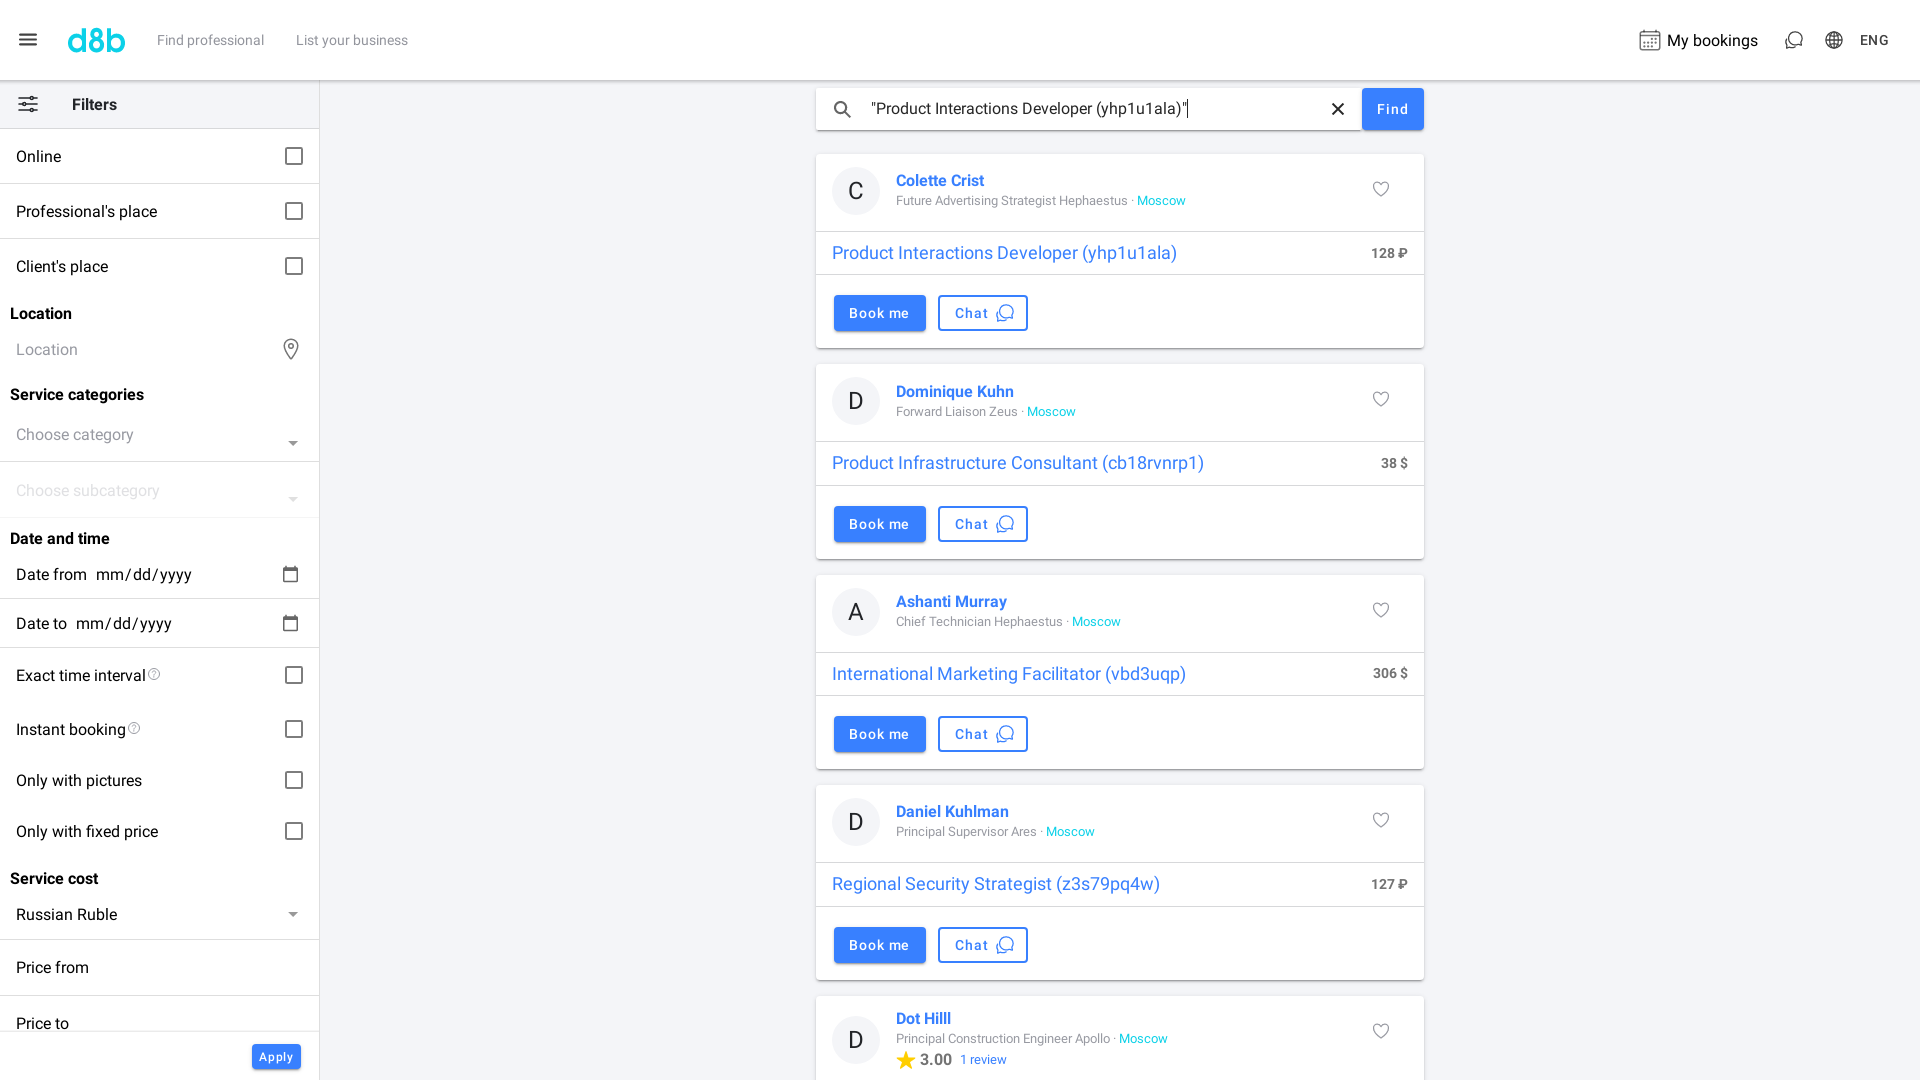 d8b
Find professional
List your business
My bookings
ENG
Filters
Online
Professional's place
Client's place
Location
Location
Service categories
Choose category
Choose subcategory
Date and time
Date from mm/dd/yyyy
Date to mm/dd/yyyy
Exact time interval
Instant booking
Only with pictures
Only with fixed price
Service cost
Russian Ruble
Price from
Price to
Apply
"Product Interactions Developer (yhp1u1ala)"
Find
C
Colette Crist
Future Advertising Strategist Hephaestus · Moscow
Product Interactions Developer (yhp1u1ala) 128 ₽
Book me
Chat
D
Dominique Kuhn
Forward Liaison Zeus · Moscow
Product Infrastructure Consultant (cb18rvnrp1) 38 $
Book me
Chat
A
Ashanti Murray
Chief Technician Hephaestus · Moscow
International Marketing Facilitator (vbd3uqp) 306 $
Book me
Chat
D
Daniel Kuhlman
Principal Supervisor Ares · Moscow
Regional Security Strategist (z3s79pq4w) 127 ₽
Book me
Chat
D
Dot Hilll
Principal Construction Engineer Apollo · Moscow
3.00 1 review